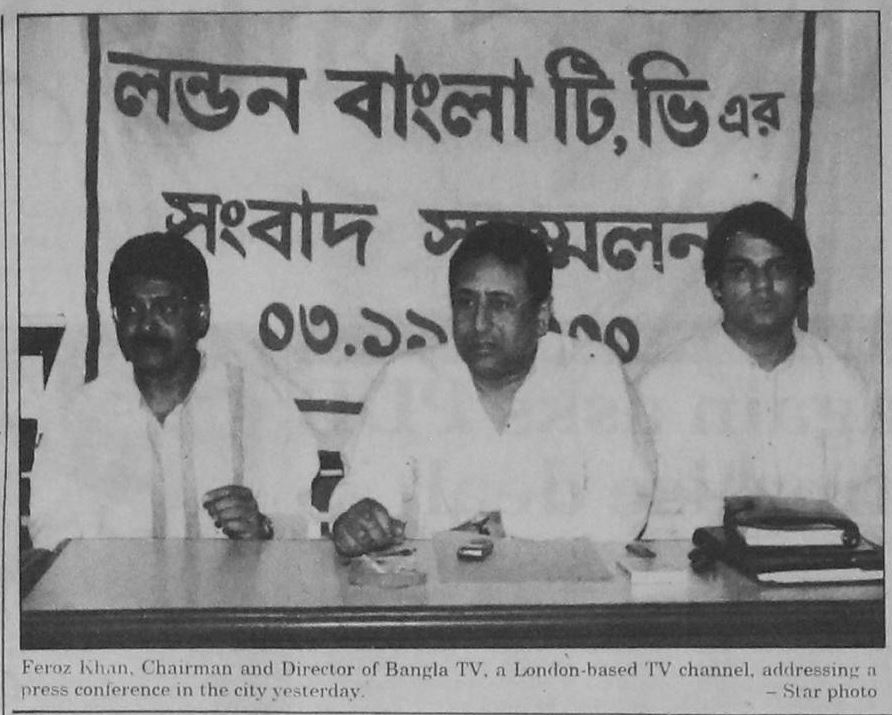 লন্ডন বাংলা টি,ভি এর
সংবাদ
০৩.১২
Feroz Khan, Chairman and Director of Bangla TV, a London-based TV channel, addressing a
press conference in the city yesterday. – Star photo